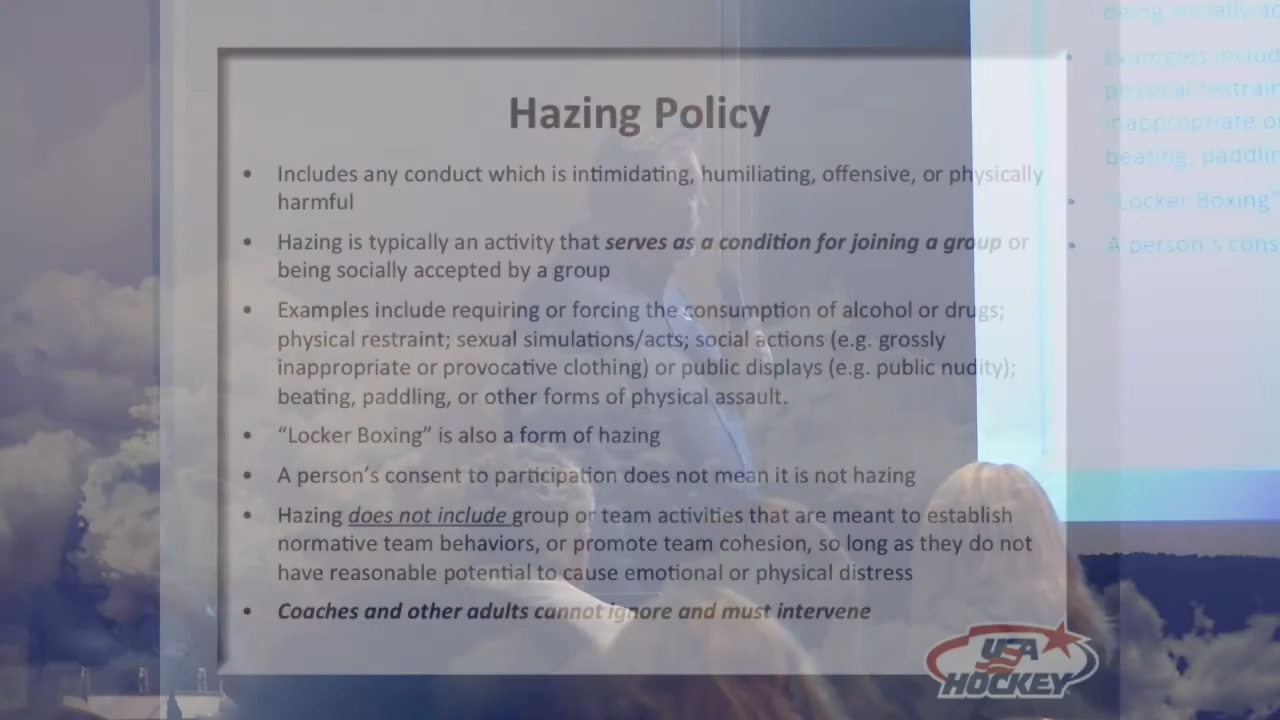 Hazing Policy
• Includes any conduct which is intimidating, humiliating, offensive, or physically
harmful
• Hazing is typically an activity that serves as a condition for joining a group or
being socially accepted by a group
• Examples include requiring or forcing the consumption of alcohol or drugs;
physical restraint; sexual simulations/acts; social actions (e.g. grossly
inappropriate or provocative clothing) or public displays (e.g. public nudity);
beating, paddling, or other forms of physical assault.
• “Locker Boxing” is also a form of hazing
• A person’s consent to participation does not mean it is not hazing
• Hazing does not include group or team activities that are meant to establish
normative team behaviors, or promote team cohesion, so long as they do not
have reasonable potential to cause emotional or physical distress
• Coaches and other adults cannot ignore and must intervene
USA
HOCKEY
being socially
• Examples
physical
inappropriate
beating,
• “Locker Boxing”
• A person’s